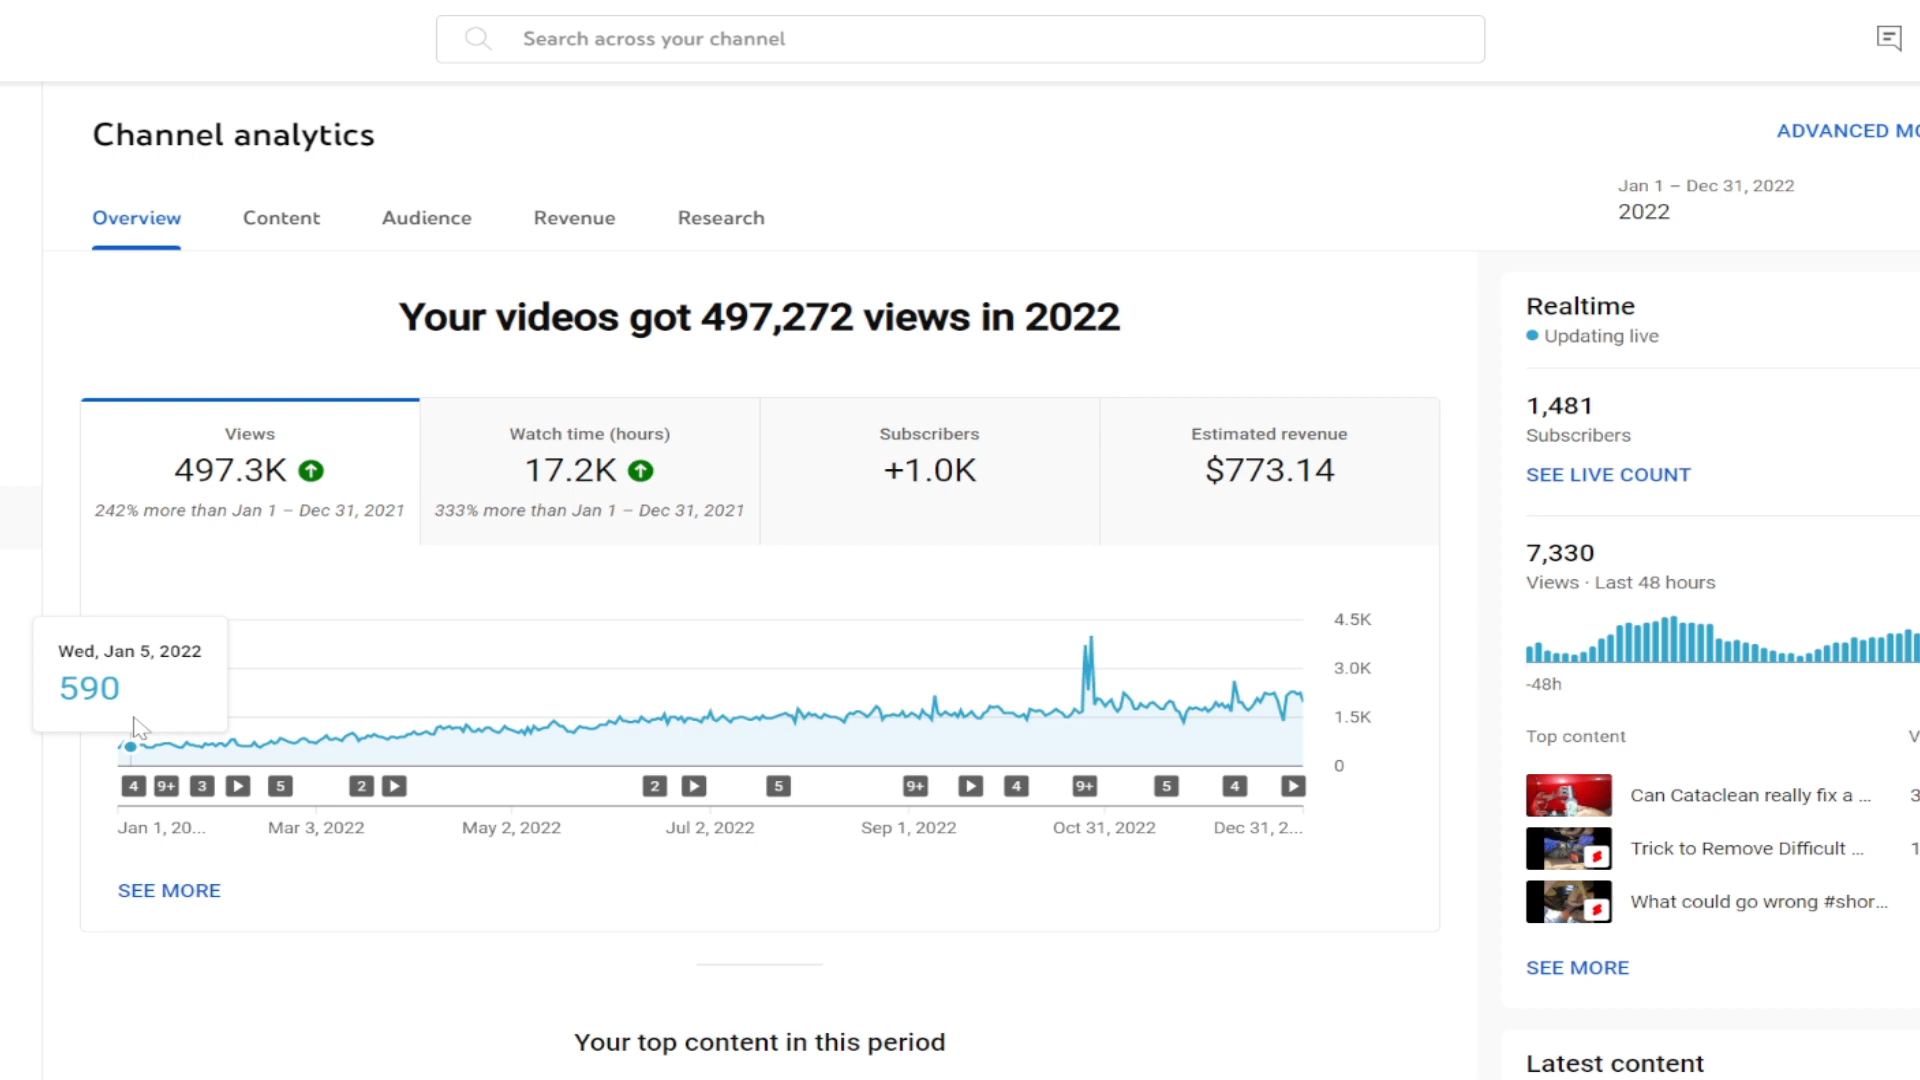 Search across your channel
Channel analytics
ADVANCED MO
Jan 1 – Dec 31, 2022
2022
Overview
Content
Audience
Revenue
Research
Your videos got 497,272 views in 2022
Views
497.3K
242% more than Jan 1 – Dec 31, 2021
Watch time (hours)
17.2K
333% more than Jan 1 – Dec 31, 2021
Subscribers
+1.0K
Estimated revenue
$773.14
Wed, Jan 5, 2022
590
4.5K
3.0K
1.5K
0
4 9+ 3 5 2 2 5 9+ 4 9+ 5 4
Jan 1, 20... Mar 3, 2022 May 2, 2022 Jul 2, 2022 Sep 1, 2022 Oct 31, 2022 Dec 31, 2...
SEE MORE
Your top content in this period
Realtime
Updating live
1,481
Subscribers
SEE LIVE COUNT
7,330
Views · Last 48 hours
-48h
Top content V
Can Cataclean really fix a ... 3
Trick to Remove Difficult ... 1
What could go wrong #shor...
SEE MORE
Latest content